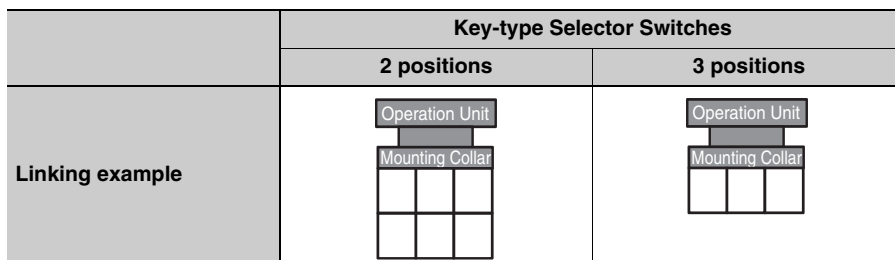 Key-type Selector Switches
2 positions
3 positions
Linking example
Operation Unit
Mounting Collar
Operation Unit
Mounting Collar